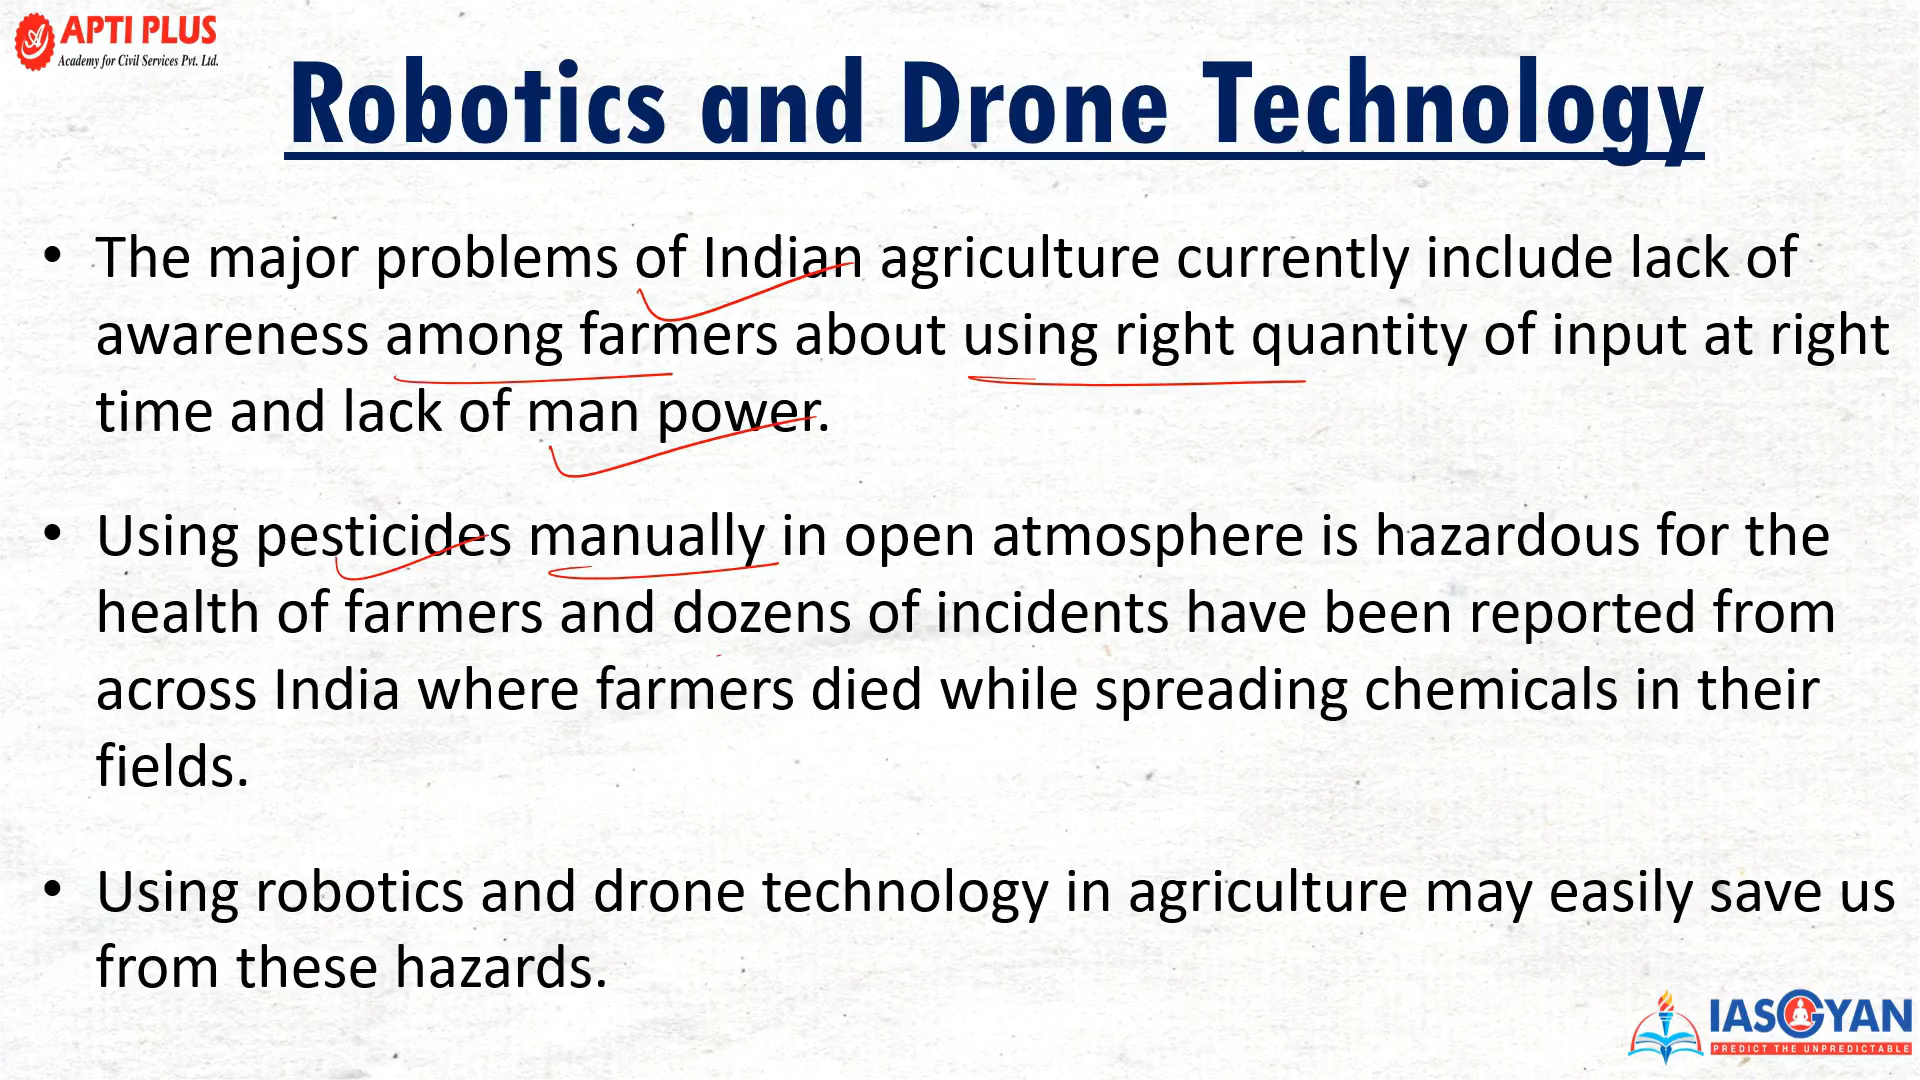 APTI PLUS
Academy for Civil Services Pvt. Ltd.
Robotics and Drone Technology
• The major problems of Indian agriculture currently include lack of
awareness among farmers about using right quantity of input at right
time and lack of man power.
• Using pesticides manually in open atmosphere is hazardous for the
health of farmers and dozens of incidents have been reported from
across India where farmers died while spreading chemicals in their
fields.
• Using robotics and drone technology in agriculture may easily save us
from these hazards.
IASGYAN
PREDICT THE UNPREDICTABLE